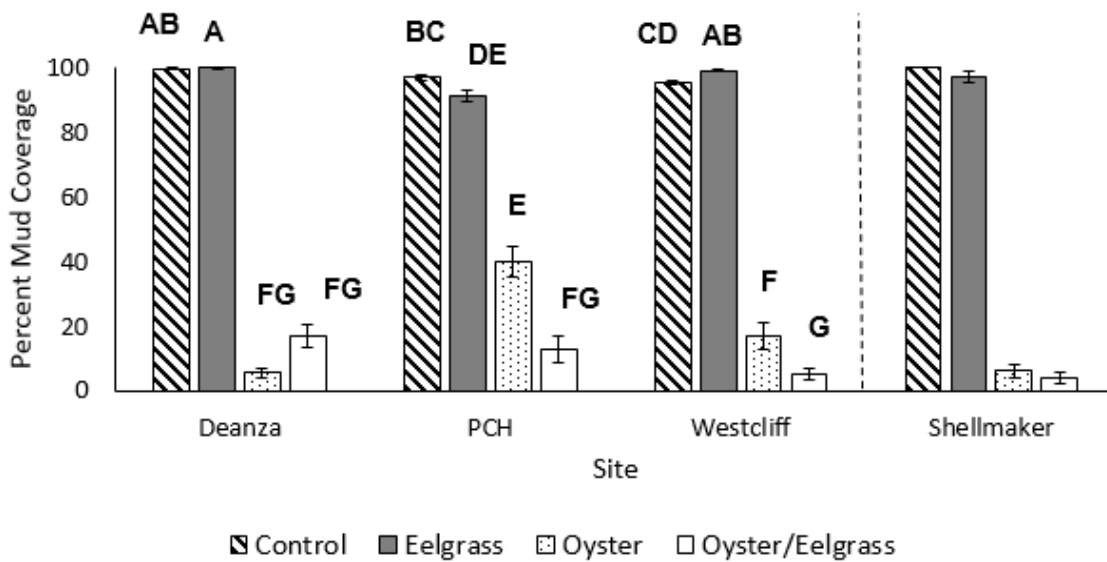 AB A BC DE CD AB
100
80
60
40
20
0
Percent Mud Coverage
E
FG FG FG F G
Deanza PCH Westcliff Shellmaker
Site
Control Eelgrass Oyster Oyster/Eelgrass